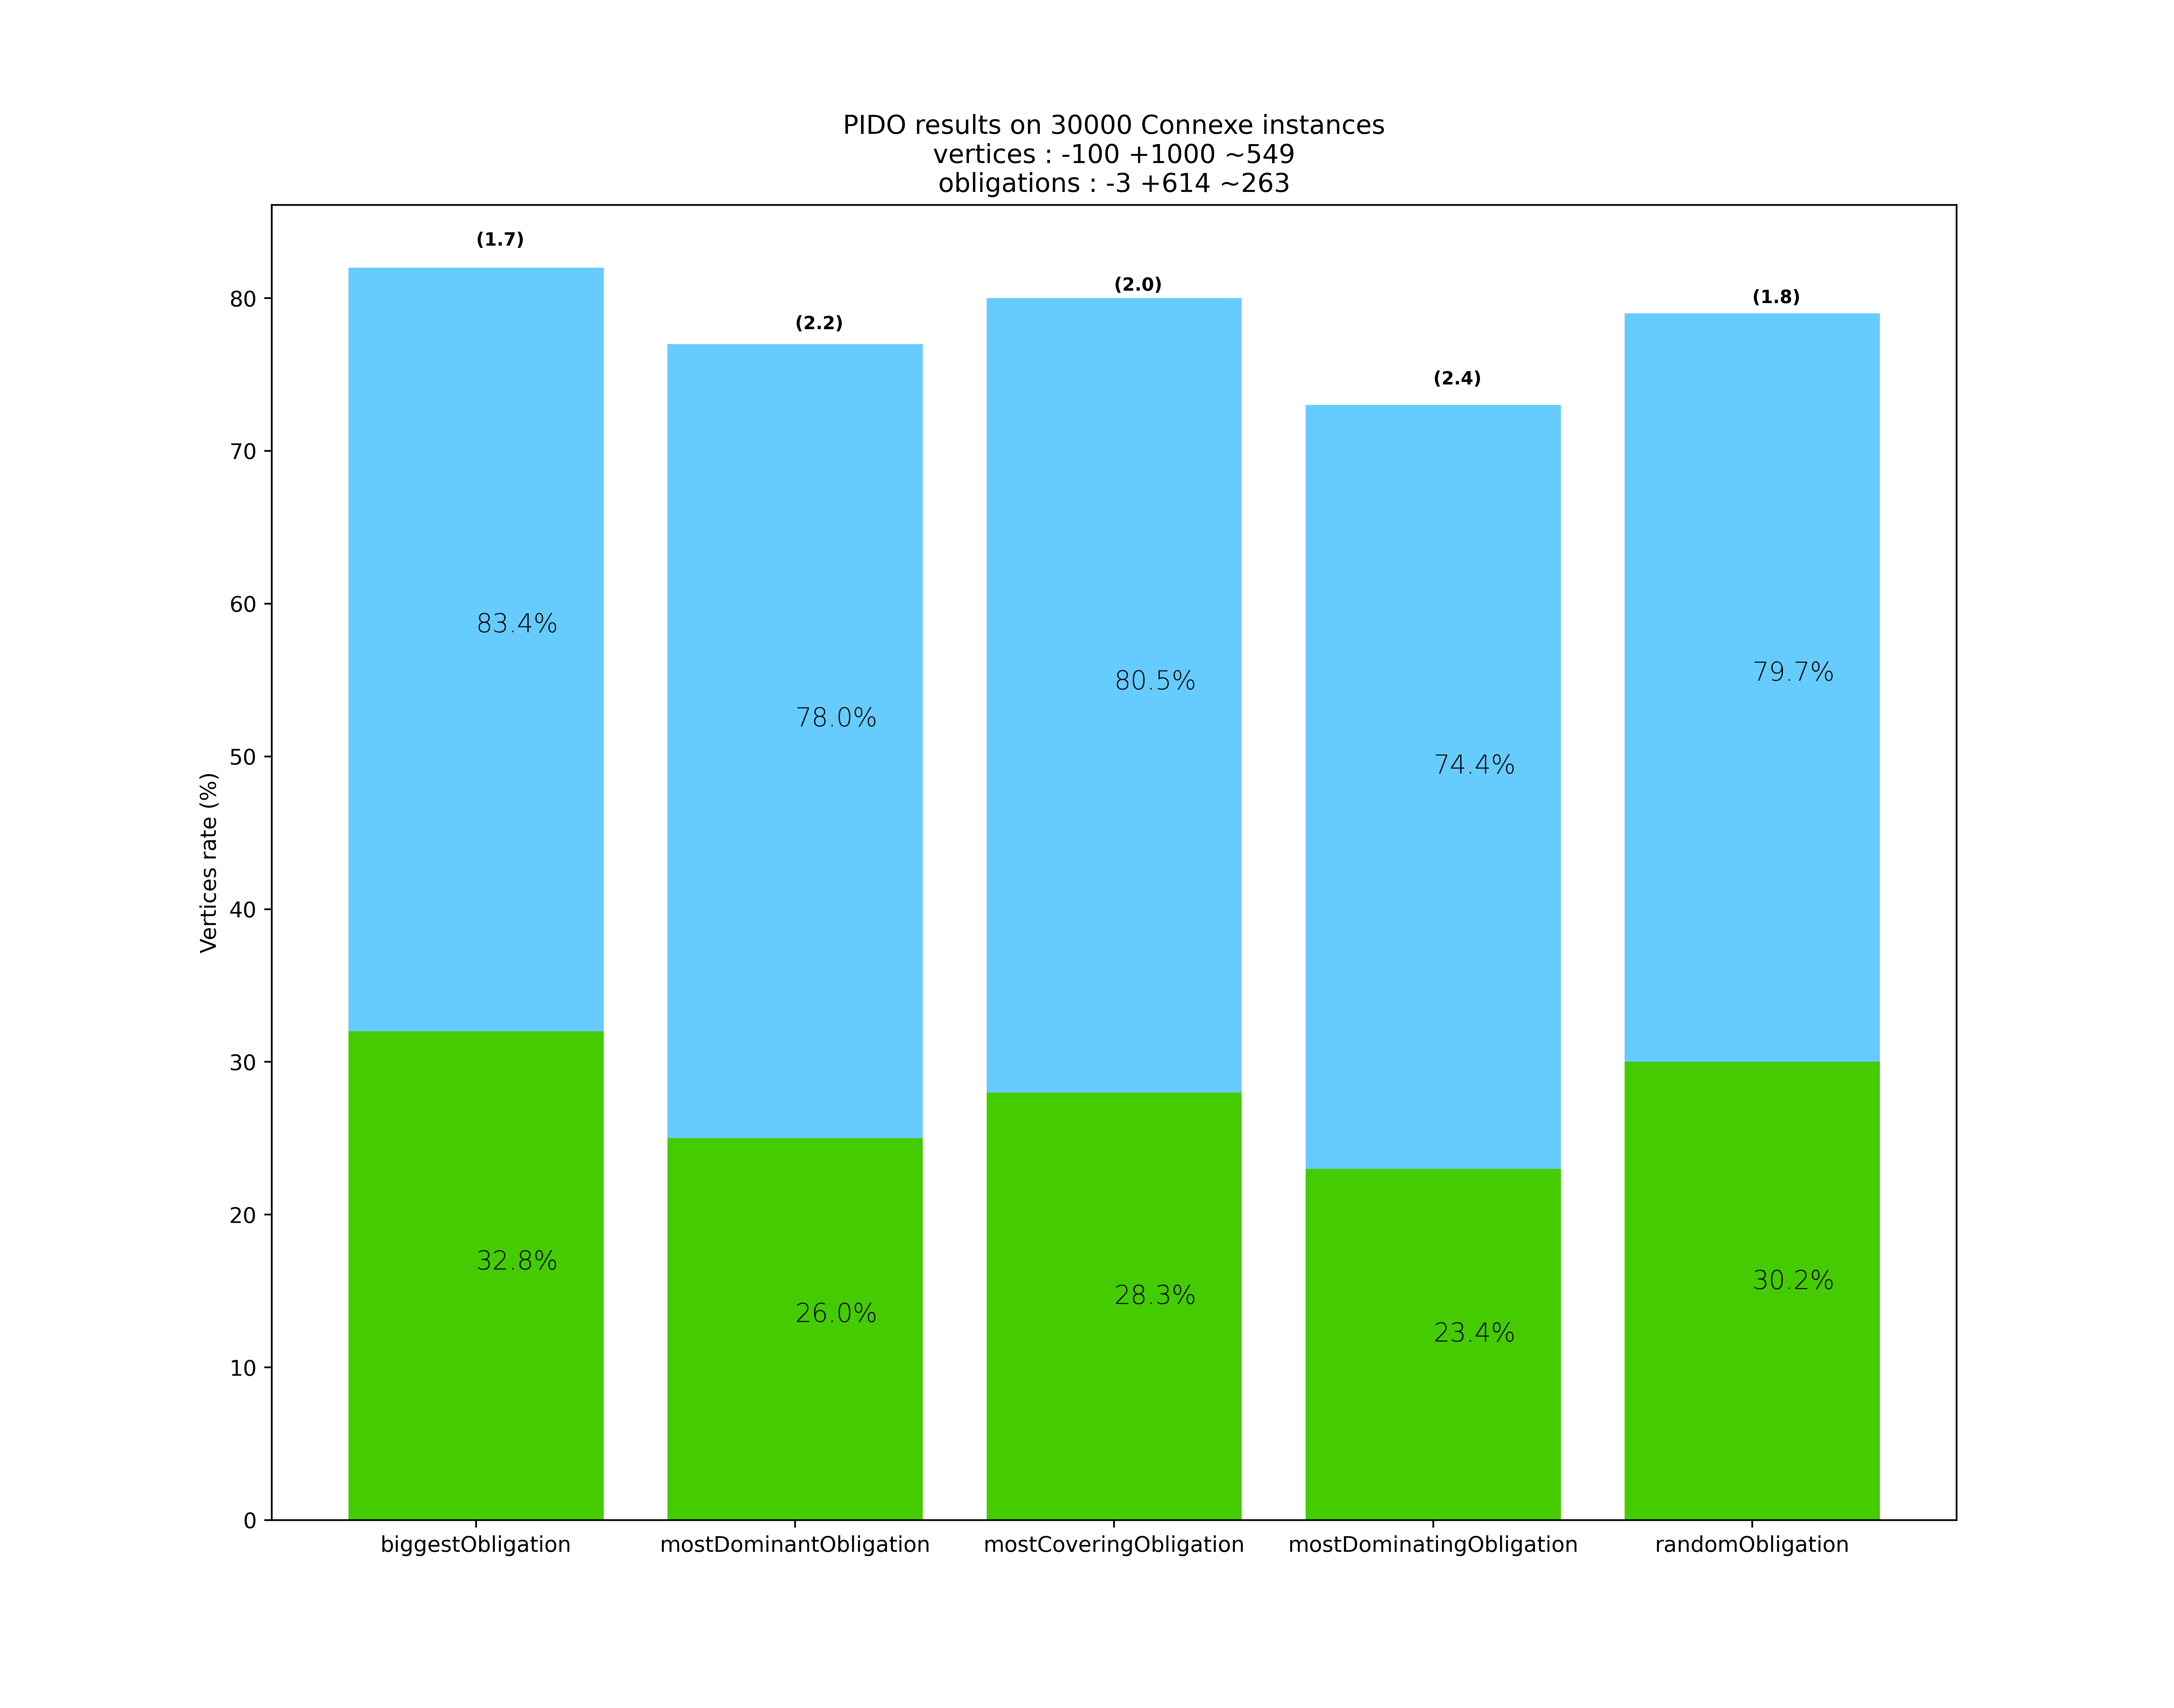 PIDO results on 30000 Connexe instances
vertices : -100 +1000 ~549
obligations : -3 +614 ~263
(1.7)
(2.2)
(2.0)
(2.4)
(1.8)
80
70
60
50
40
30
20
10
0
Vertices rate (%)
83.4%
78.0%
80.5%
74.4%
79.7%
32.8%
26.0%
28.3%
23.4%
30.2%
biggestObligation
mostDominantObligation
mostCoveringObligation
mostDominatingObligation
randomObligation